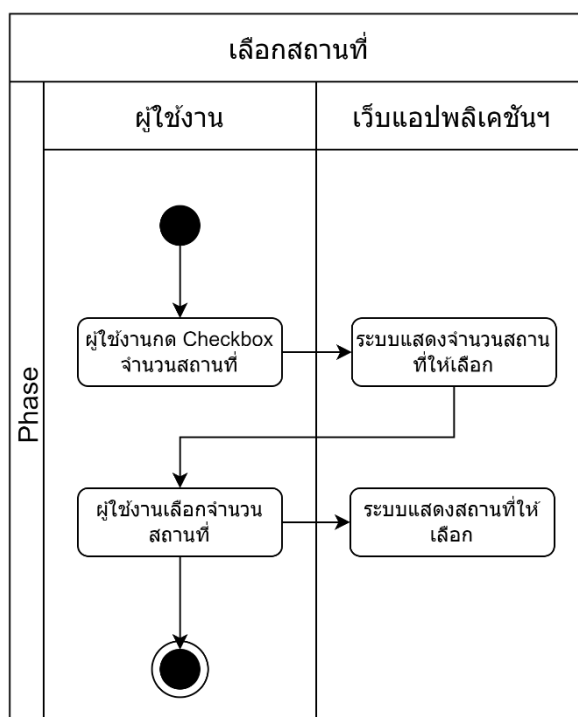 เลือกสถานที่
ผู้ใช้งาน
เว็บแอปพลิเคชันฯ
Phase
ผู้ใช้งานกด Checkbox
จำนวนสถานที่
ระบบแสดงจำนวนสถาน
ที่ให้เลือก
ผู้ใช้งานเลือกจำนวน
สถานที่
ระบบแสดงสถานที่ให้
เลือก